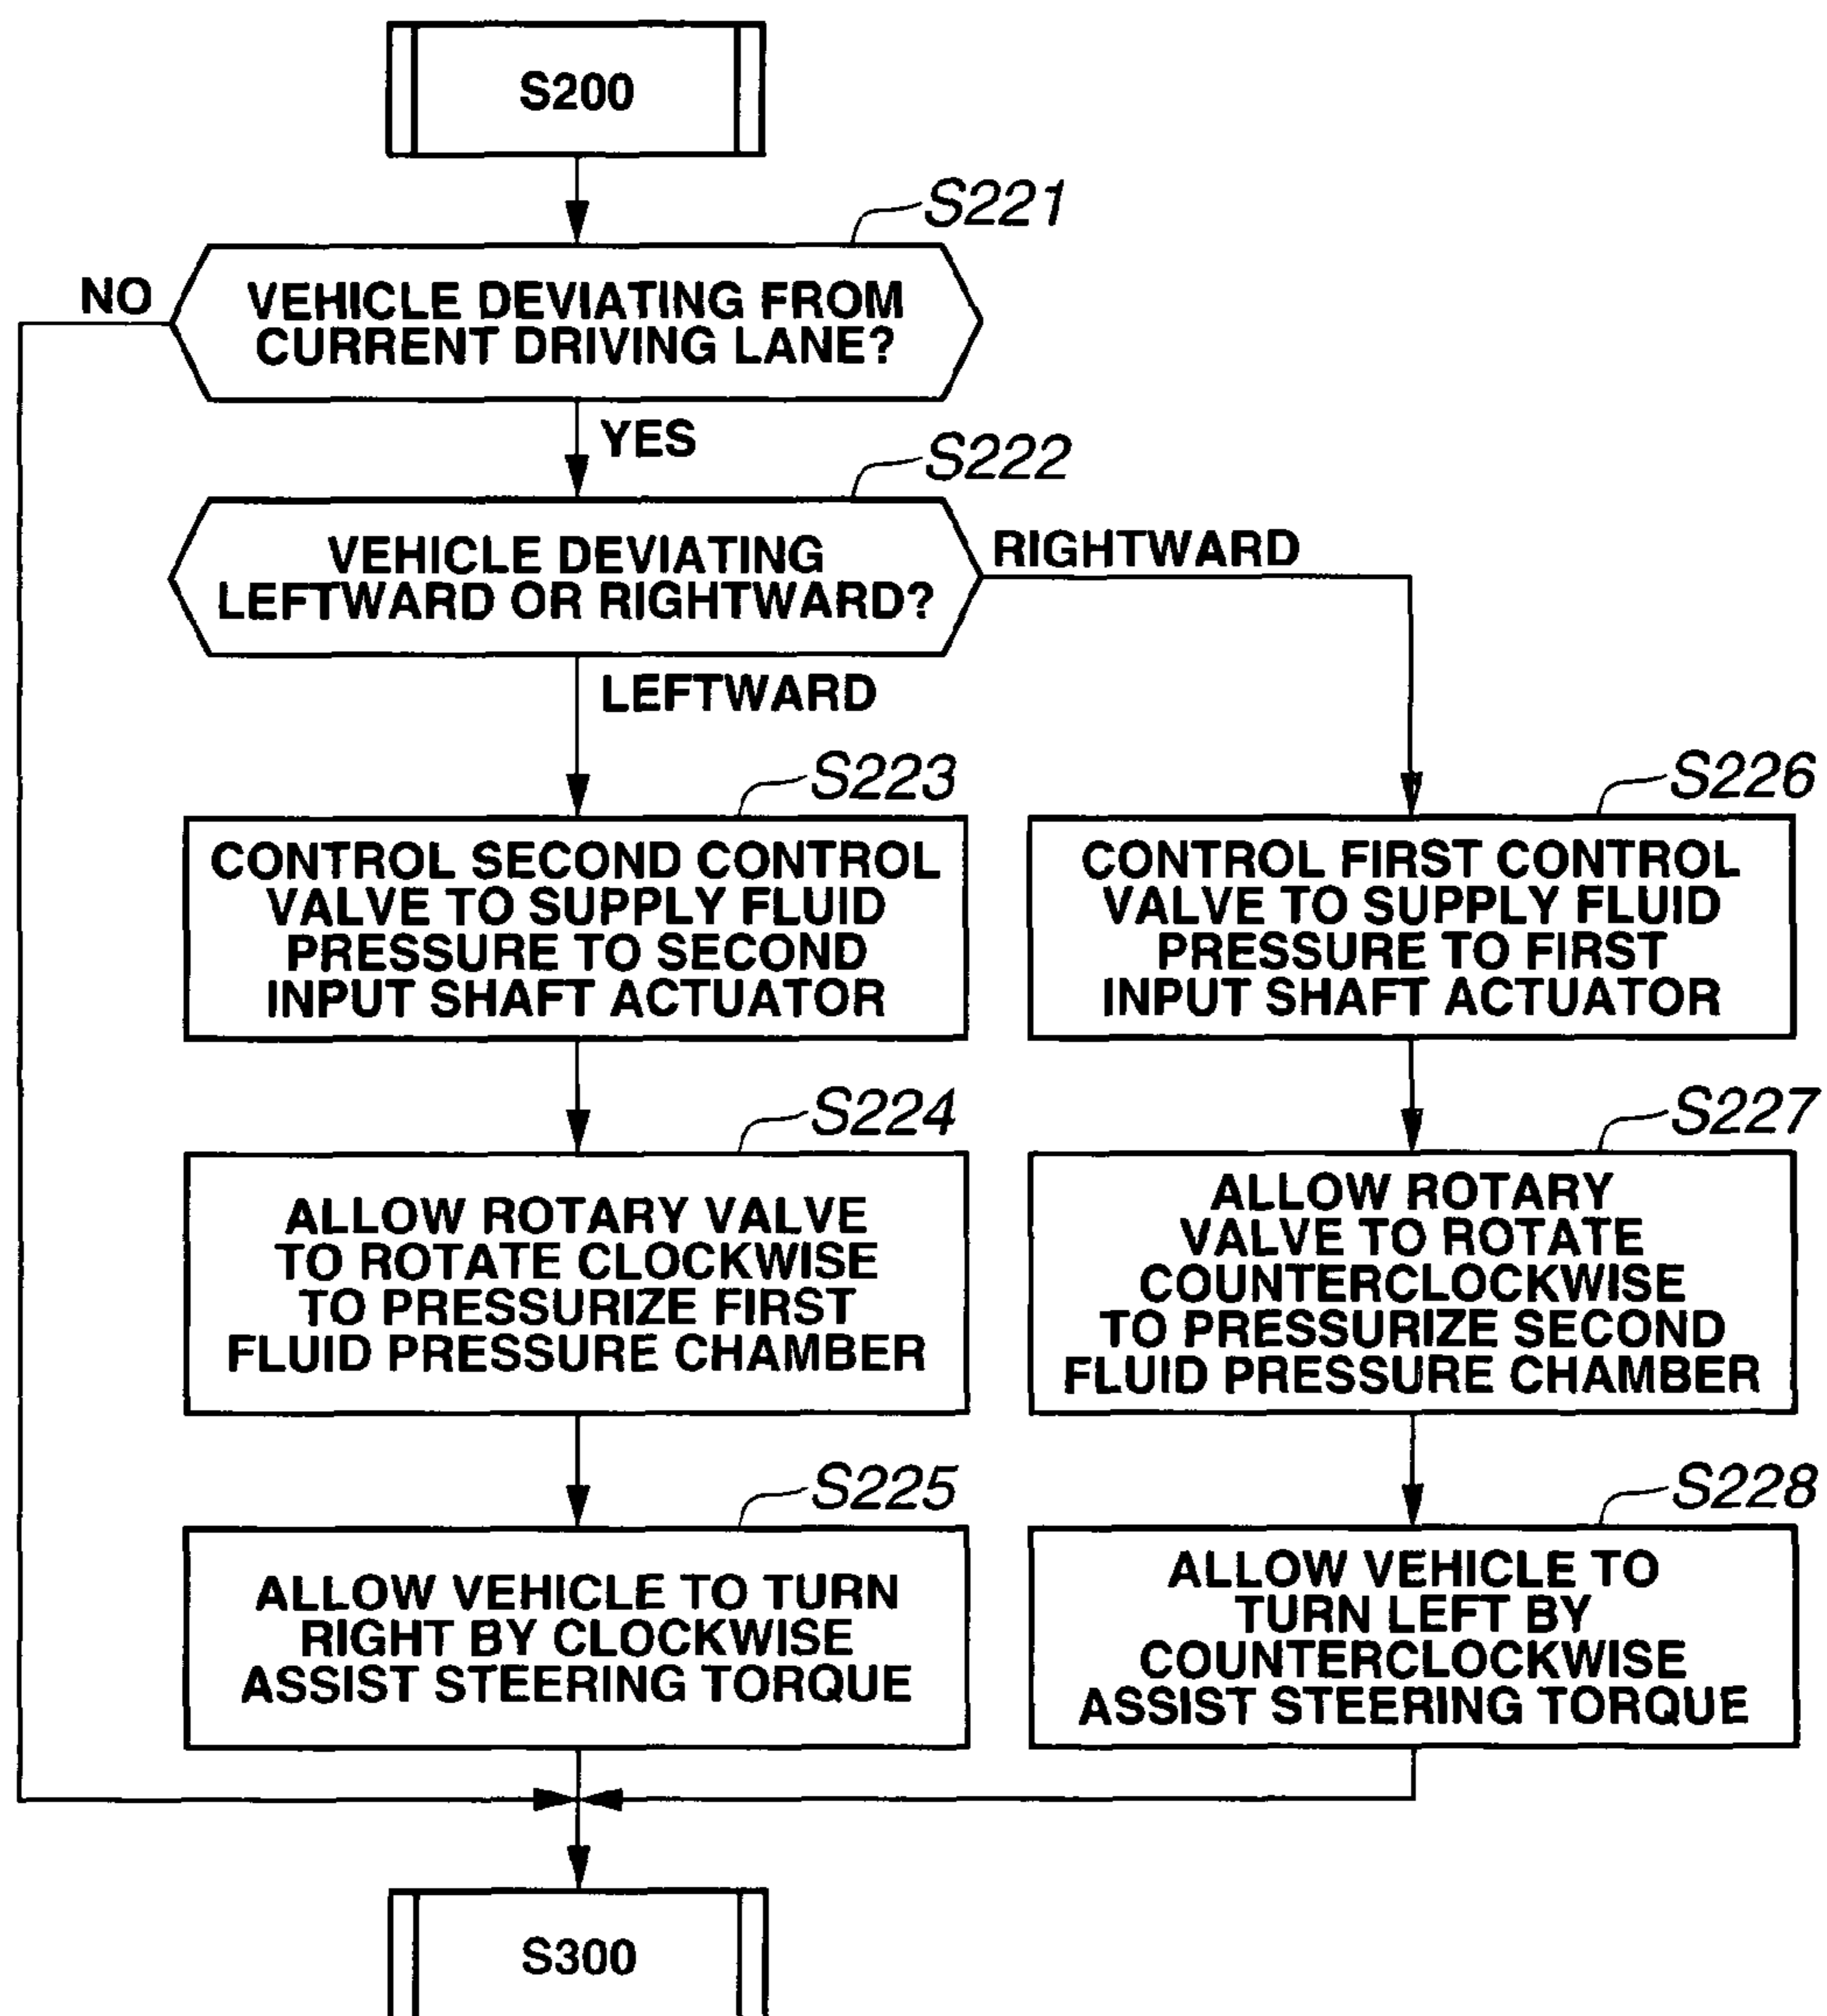 S200
S221
NO
VEHICLE DEVIATING FROM
CURRENT DRIVING LANE?
YES
S222
VEHICLE DEVIATING
LEFTWARD OR RIGHTWARD?
RIGHTWARD
LEFTWARD
S223
CONTROL SECOND CONTROL
VALVE TO SUPPLY FLUID
PRESSURE TO SECOND
INPUT SHAFT ACTUATOR
S226
CONTROL FIRST CONTROL
VALVE TO SUPPLY FLUID
PRESSURE TO FIRST
INPUT SHAFT ACTUATOR
S224
ALLOW ROTARY VALVE
TO ROTATE CLOCKWISE
TO PRESSURIZE FIRST
FLUID PRESSURE CHAMBER
S227
ALLOW ROTARY
VALVE TO ROTATE
COUNTERCLOCKWISE
TO PRESSURIZE SECOND
FLUID PRESSURE CHAMBER
S225
ALLOW VEHICLE TO TURN
RIGHT BY CLOCKWISE
ASSIST STEERING TORQUE
S228
ALLOW VEHICLE TO
TURN LEFT BY
COUNTERCLOCKWISE
ASSIST STEERING TORQUE
S300